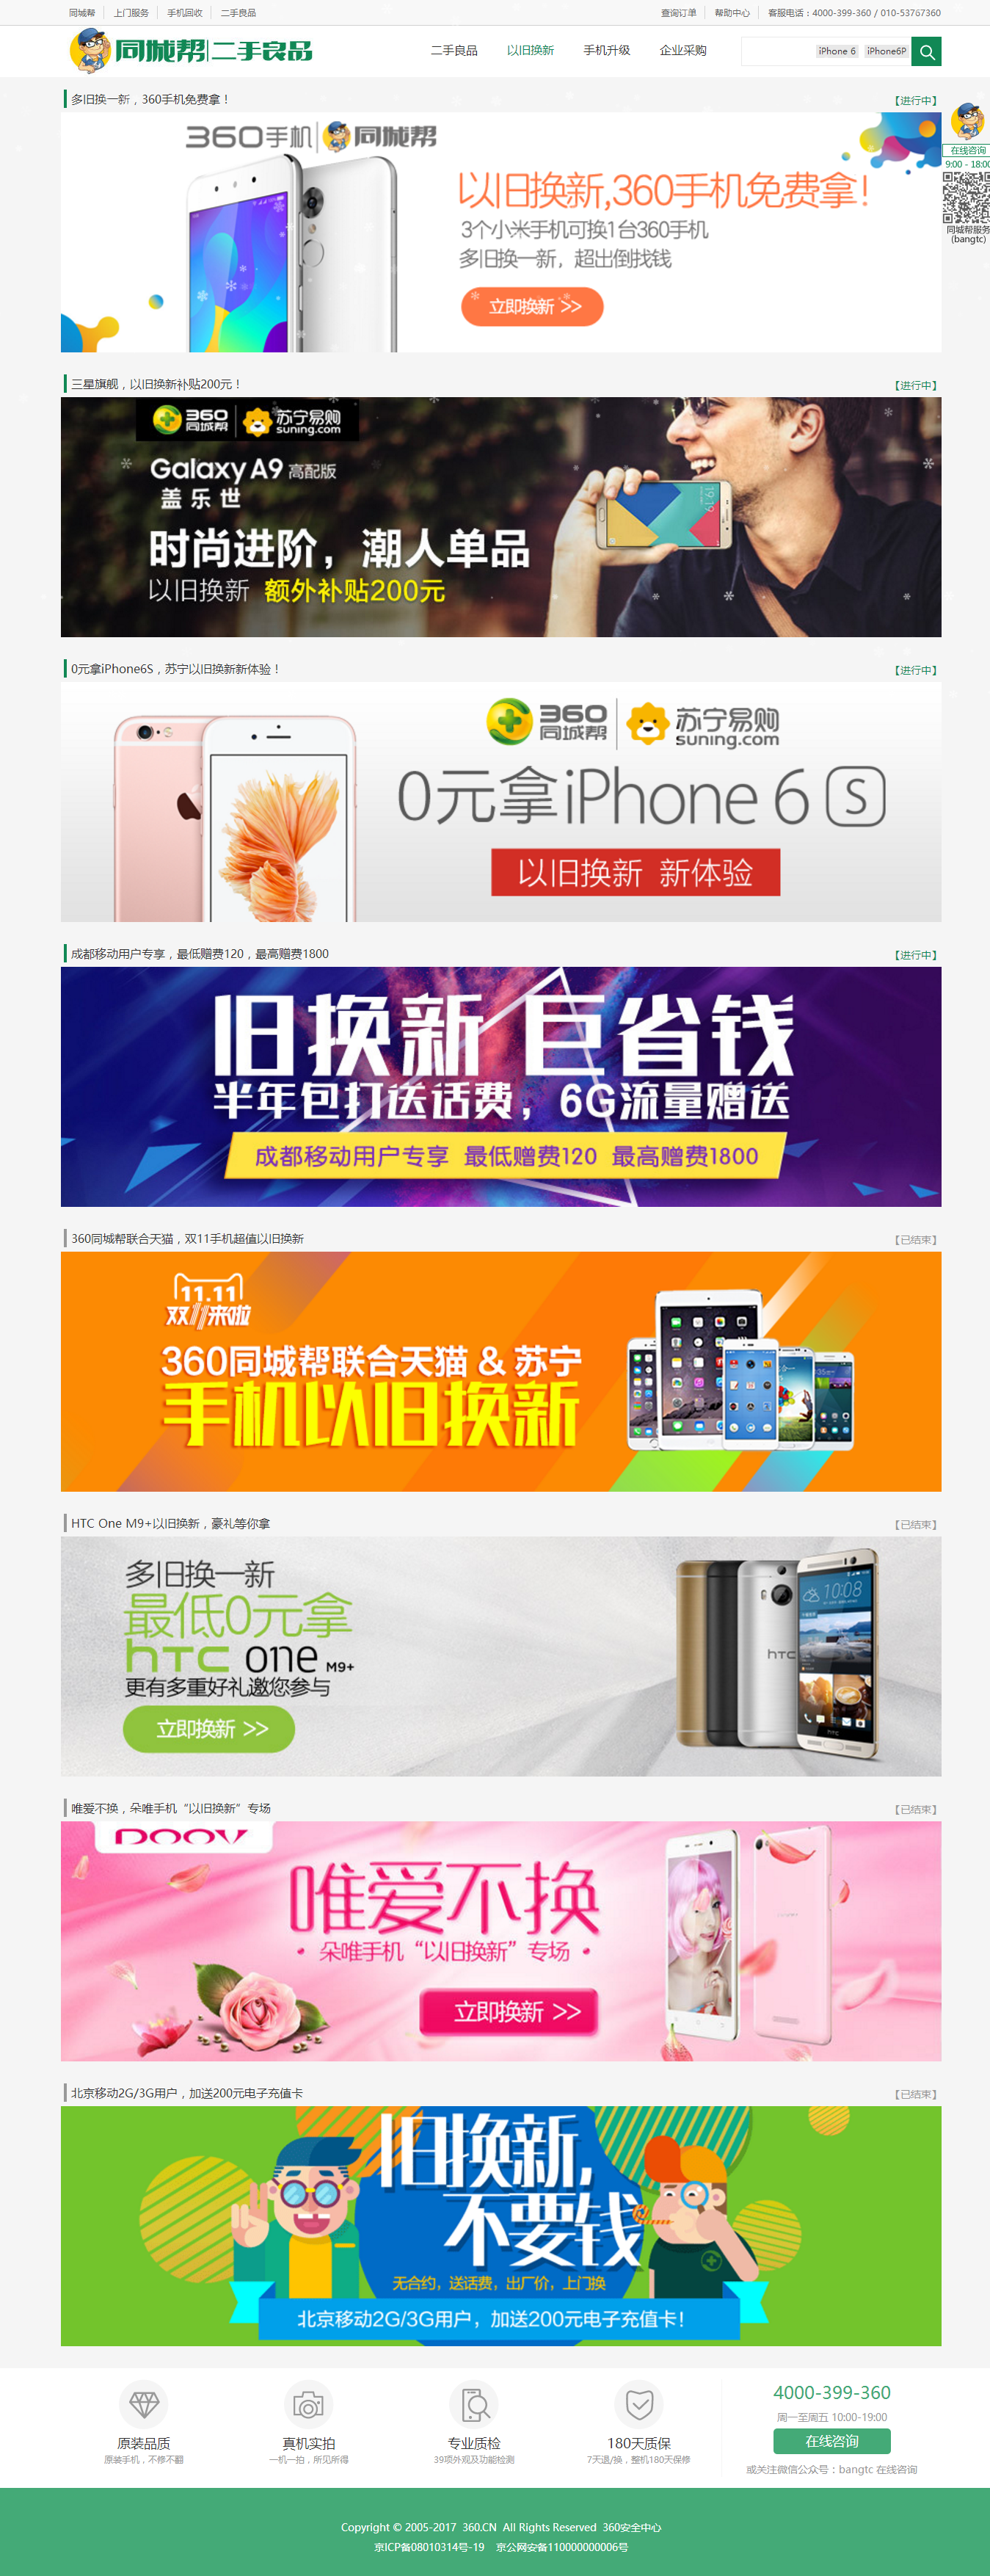 同城帮 上门服务 手机回收 二手良品
查询订单 帮助中心 客服电话：4000-399-360 / 010-53767360
同城帮 二手良品
二手良品 以旧换新 手机升级 企业采购
iPhone 6 iPhone6P
多旧换一新，360手机免费拿！
【进行中】
在线咨询
9:00 - 18:00
同城帮服务
(bangtc)
360手机 同城帮
以旧换新,360手机免费拿!
3个小米手机可换1台360手机
多旧换一新，超出倒找钱
立即换新 >>
三星旗舰，以旧换新补贴200元！
【进行中】
360 同城帮 苏宁易购 suning.com
Galaxy A9 高配版
盖乐世
时尚进阶，潮人单品
以旧换新 额外补贴200元
19:19
0元拿iPhone6S，苏宁以旧换新新体验！
【进行中】
360 同城帮 苏宁易购 suning.com
0元拿iPhone 6 S
以旧换新 新体验
成都移动用户专享，最低赠费120，最高赠费1800
【进行中】
旧换新 巨省钱
半年包打送话费，6G流量赠送
成都移动用户专享 最低赠费120 最高赠费1800
360同城帮联合天猫，双11手机超值以旧换新
【已结束】
11.11
双11来啦
360同城帮联合天猫 & 苏宁
手机以旧换新
HTC One M9+以旧换新，豪礼等你拿
【已结束】
多旧换一新
最低0元拿
htc one M9+
更有多重好礼邀您参与
立即换新 >>
10:08
htc
唯爱不换，朵唯手机“以旧换新”专场
【已结束】
DOOV
唯爱不换
• 朵唯手机“以旧换新”专场 •
立即换新 >>
北京移动2G/3G用户，加送200元电子充值卡
【已结束】
旧换新,
不要钱
无合约，送话费，出厂价，上门换
北京移动2G/3G用户，加送200元电子充值卡！
原装品质
原装手机，不修不翻
真机实拍
一机一拍，所见所得
专业质检
39项外观及功能检测
180天质保
7天退/换，整机180天保修
4000-399-360
周一至周五 10:00-19:00
在线咨询
或关注微信公众号：bangtc 在线咨询
Copyright © 2005-2017 360.CN All Rights Reserved 360安全中心
京ICP备08010314号-19 京公网安备110000000006号